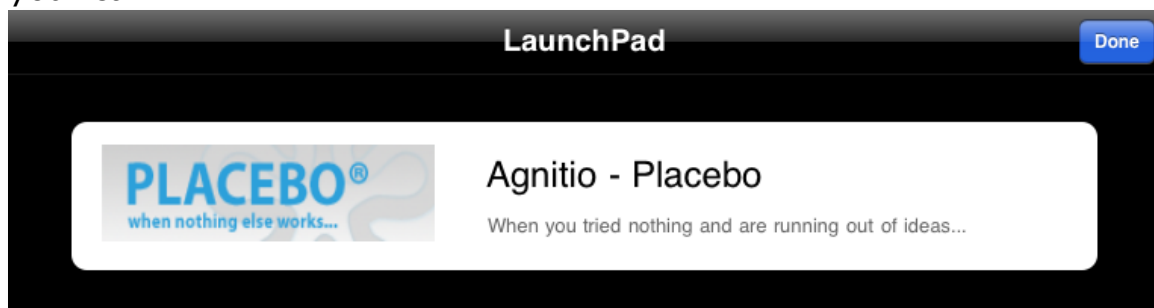 LaunchPad
Done
PLACEBO®
when nothing else works...
Agnitio - Placebo
When you tried nothing and are running out of ideas...